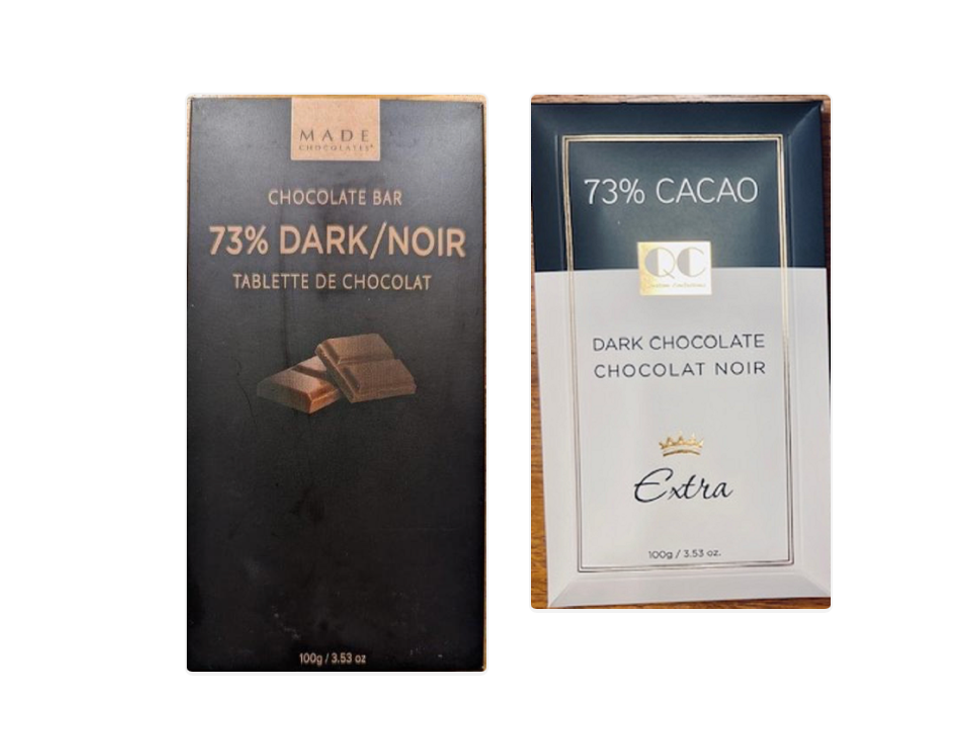 MADE
CHOCOLATES®
CHOCOLATE BAR
73% DARK/NOIR
TABLETTE DE CHOCOLAT
100g / 3.53 oz
73% CACAO
QC
DARK CHOCOLATE
CHOCOLAT NOIR
Extra
100g / 3.53 oz.